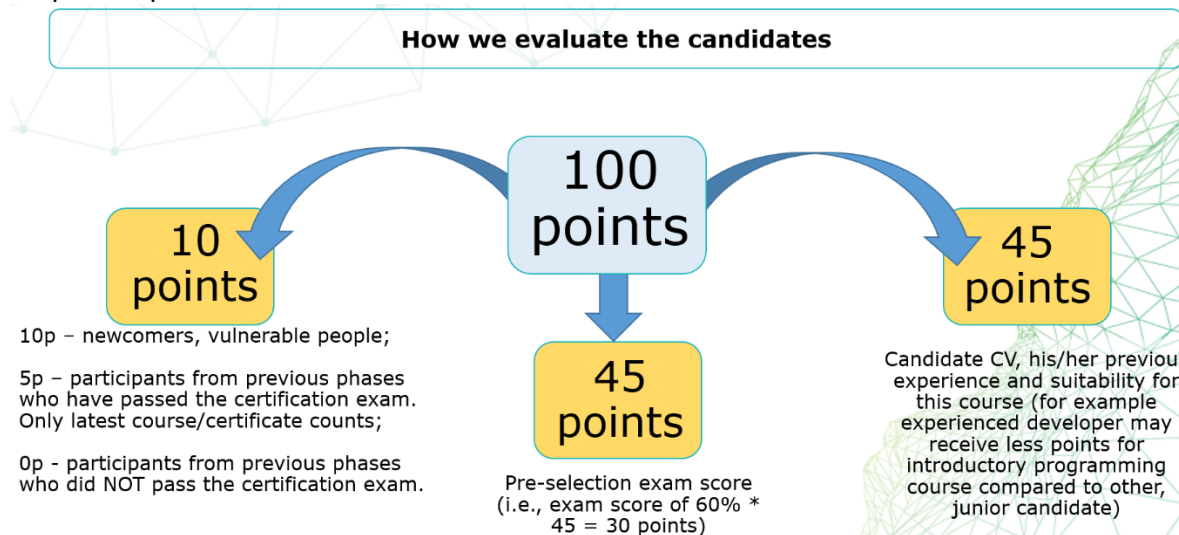 How we evaluate the candidates
100
points
10
points
10p – newcomers, vulnerable people;
5p – participants from previous phases
who have passed the certification exam.
Only latest course/certificate counts;
0p - participants from previous phases
who did NOT pass the certification exam.
45
points
Pre-selection exam score
(i.e., exam score of 60% *
45 = 30 points)
45
points
Candidate CV, his/her previous
experience and suitability for
this course (for example
experienced developer may
receive less points for
introductory programming
course compared to other,
junior candidate)